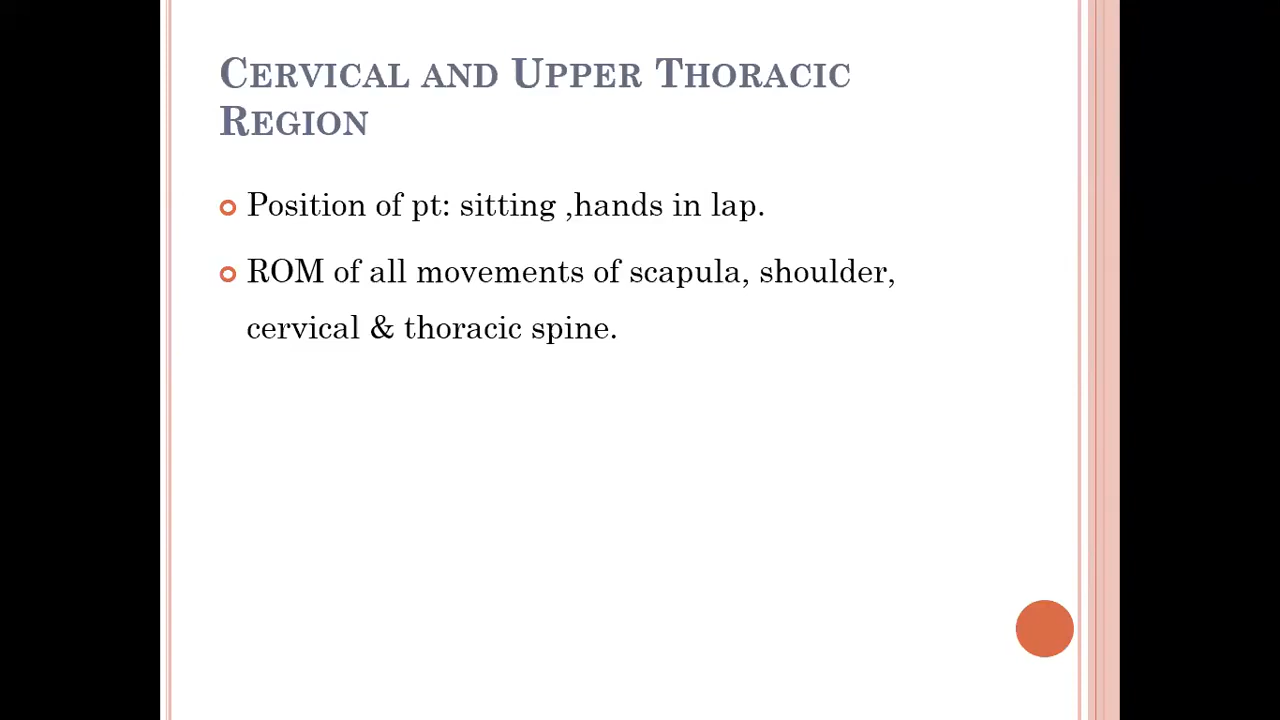 CERVICAL AND UPPER THORACIC
REGION
Position of pt: sitting ,hands in lap.
ROM of all movements of scapula, shoulder,
cervical & thoracic spine.